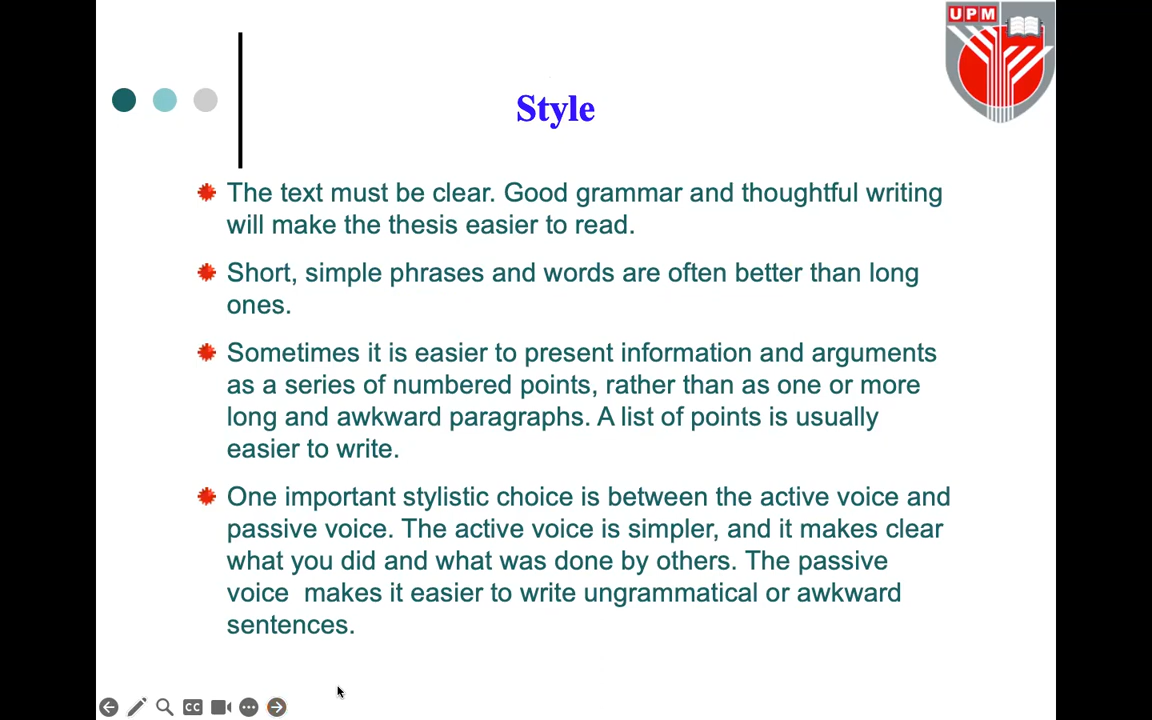 UPM
Style
The text must be clear. Good grammar and thoughtful writing
will make the thesis easier to read.
Short, simple phrases and words are often better than long
ones.
Sometimes it is easier to present information and arguments
as a series of numbered points, rather than as one or more
long and awkward paragraphs. A list of points is usually
easier to write.
One important stylistic choice is between the active voice and
passive voice. The active voice is simpler, and it makes clear
what you did and what was done by others. The passive
voice  makes it easier to write ungrammatical or awkward
sentences.
CC